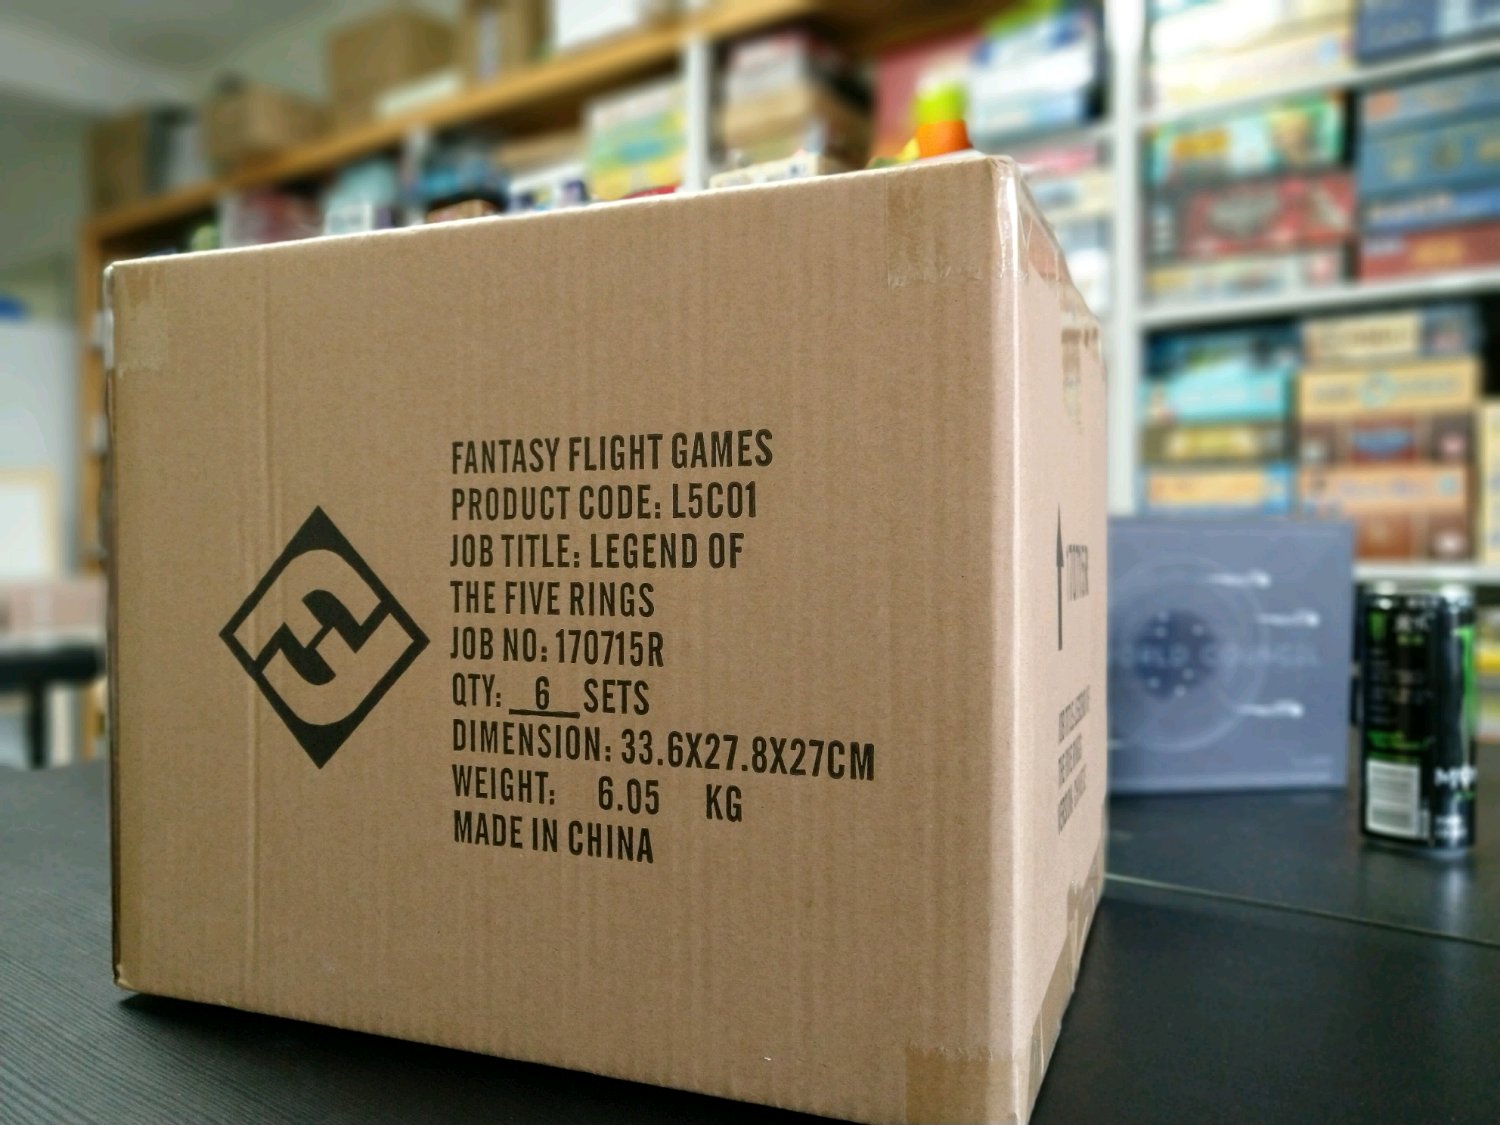 FANTASY FLIGHT GAMES
PRODUCT CODE: L5C01
JOB TITLE: LEGEND OF
THE FIVE RINGS
JOB NO: 170715R
QTY: 6 SETS
DIMENSION: 33.6X27.8X27CM
WEIGHT: 6.05 KG
MADE IN CHINA